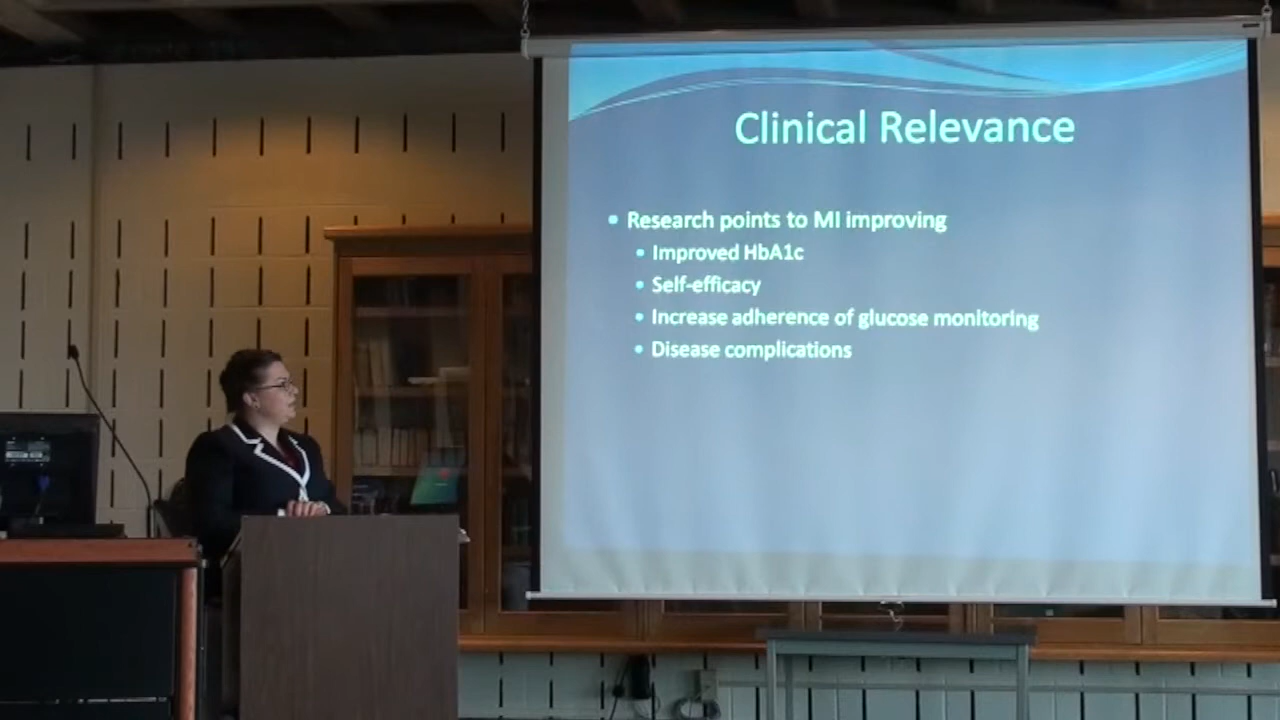 Clinical Relevance
• Research points to MI improving
• Improved HbA1c
• Self-efficacy
• Increase adherence of glucose monitoring
• Disease complications